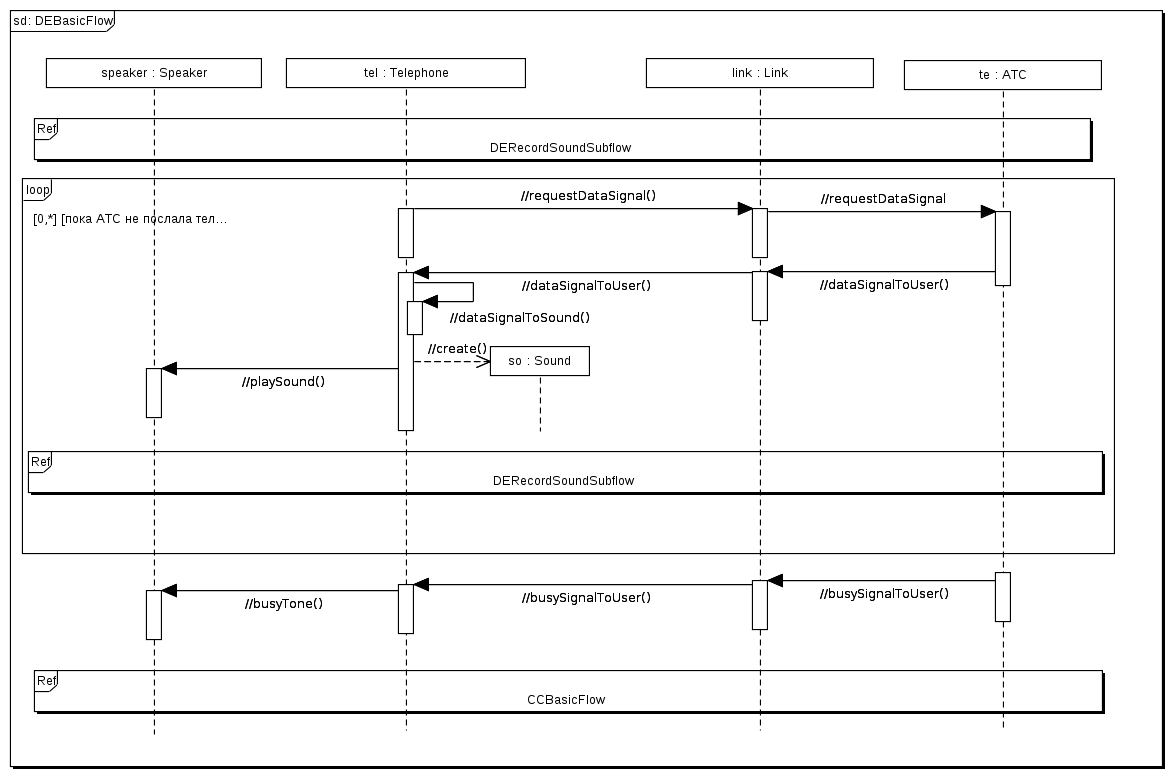 sd: DEBasicFlow
speaker : Speaker
tel : Telephone
link : Link
te : ATC
Ref
DERecordSoundSubflow
loop
//requestDataSignal()
//requestDataSignal
[0,*] [пока АТС не послала тел...
//dataSignalToUser()
//dataSignalToUser()
//dataSignalToSound()
//create()
so : Sound
//playSound()
Ref
DERecordSoundSubflow
//busyTone()
//busySignalToUser()
//busySignalToUser()
Ref
CCBasicFlow